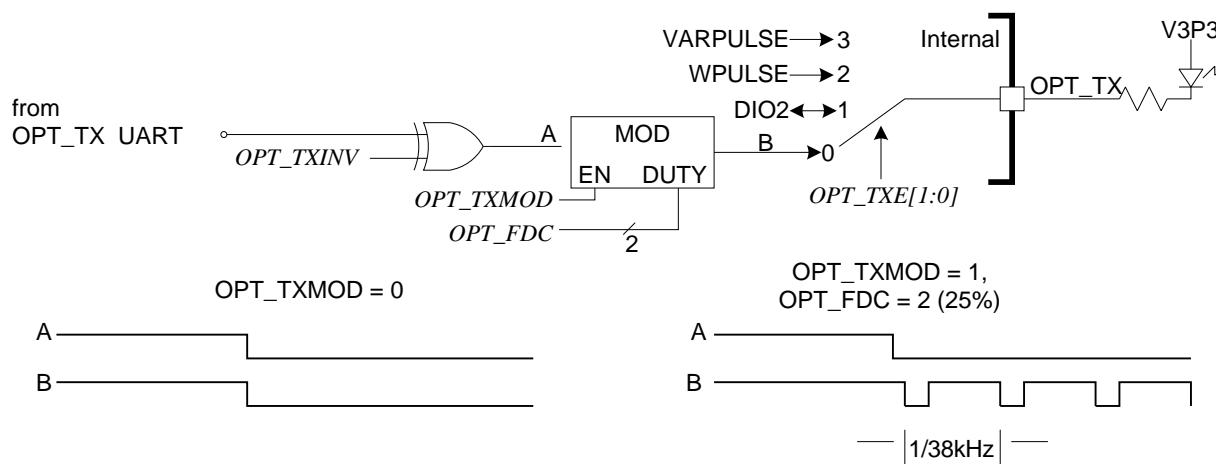 VARPULSE 3
Internal
V3P3
WPULSE 2
OPT_TX
from
OPT_TX UART
DIO2 1
A
MOD
B
0
OPT_TXINV
EN DUTY
OPT_TXMOD
OPT_TXE[1:0]
OPT_FDC
2
OPT_TXMOD = 0
OPT_TXMOD = 1,
OPT_FDC = 2 (25%)
A
B
A
B
1/38kHz